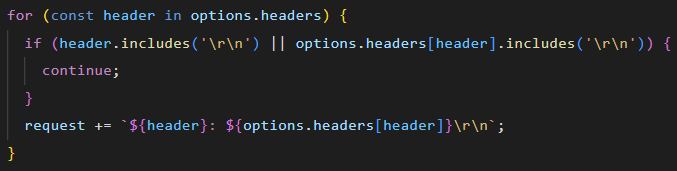 for (const header in options.headers) {
if (header.includes('\r\n') || options.headers[header].includes('\r\n')) {
continue;
}
request += `${header}: ${options.headers[header]}\r\n`;
}